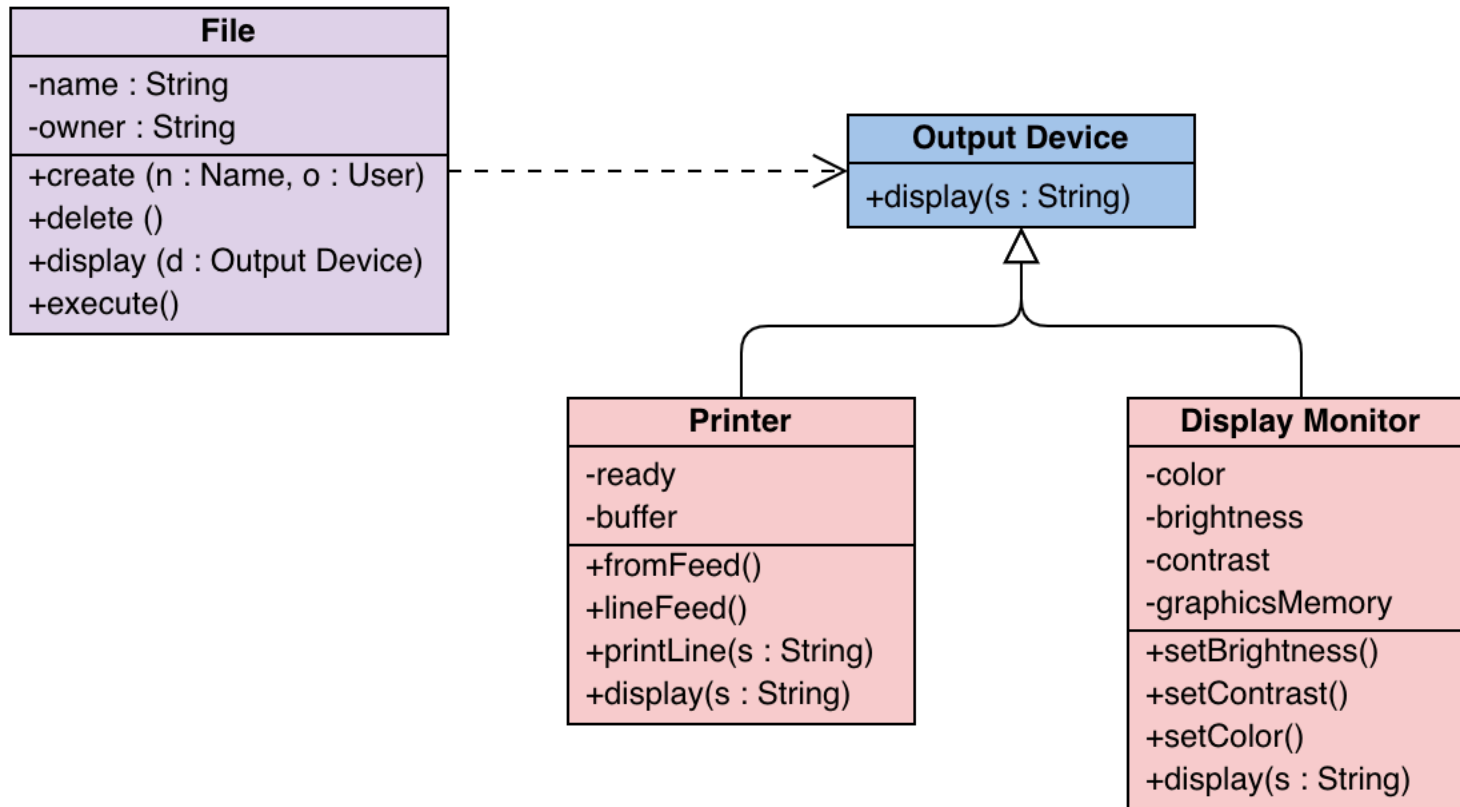 File
-name : String
-owner : String
+create (n : Name, o : User)
+delete ()
+display (d : Output Device)
+execute()
Output Device
+display(s : String)
Printer
-ready
-buffer
+fromFeed()
+lineFeed()
+printLine(s : String)
+display(s : String)
Display Monitor
-color
-brightness
-contrast
-graphicsMemory
+setBrightness()
+setContrast()
+setColor()
+display(s : String)